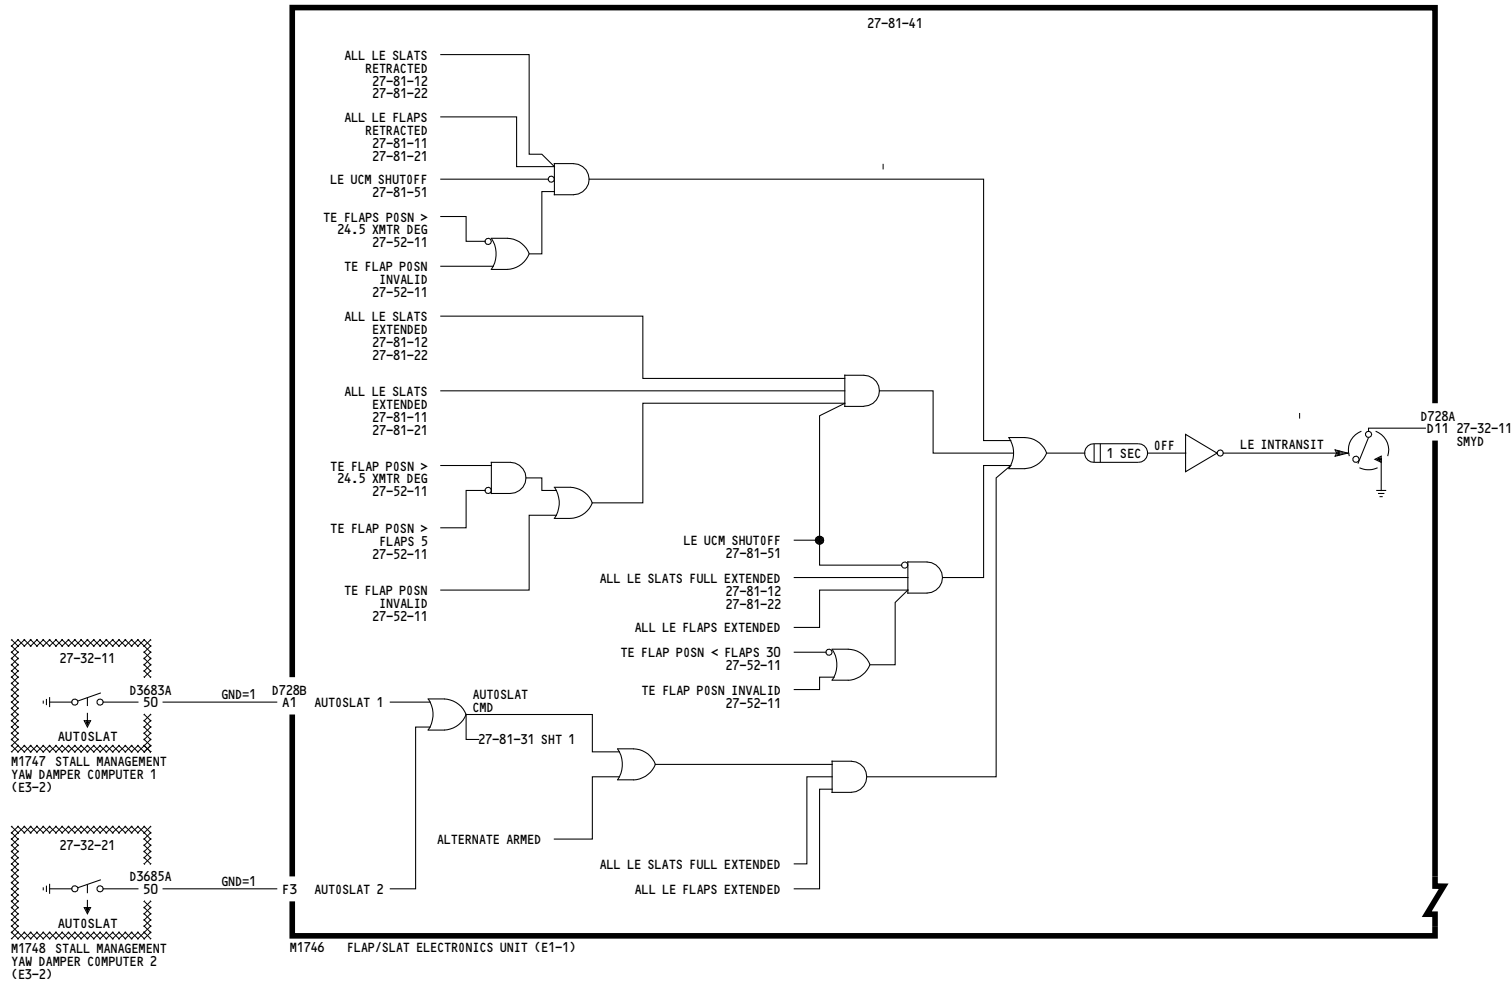 27-81-41
ALL LE SLATS
RETRACTED
27-81-12
27-81-22
ALL LE FLAPS
RETRACTED
27-81-11
27-81-21
LE UCM SHUTOFF
27-81-51
TE FLAPS POSN >
24.5 XMTR DEG
27-52-11
TE FLAP POSN
INVALID
27-52-11
ALL LE SLATS
EXTENDED
27-81-12
27-81-22
ALL LE SLATS
EXTENDED
27-81-11
27-81-21
TE FLAP POSN >
24.5 XMTR DEG
27-52-11
TE FLAP POSN >
FLAPS 5
27-52-11
TE FLAP POSN
INVALID
27-52-11
LE UCM SHUTOFF
27-81-51
ALL LE SLATS FULL EXTENDED
27-81-12
27-81-22
ALL LE FLAPS EXTENDED
TE FLAP POSN < FLAPS 30
27-52-11
TE FLAP POSN INVALID
27-52-11
1 SEC
OFF
LE INTRANSIT
D728A
D11 27-32-11
SMYD
27-32-11
D3683A
50
GND=1
D728B
A1
AUTOSLAT 1
AUTOSLAT
M1747 STALL MANAGEMENT
YAW DAMPER COMPUTER 1
(E3-2)
AUTOSLAT
CMD
27-81-31 SHT 1
ALTERNATE ARMED
ALL LE SLATS FULL EXTENDED
ALL LE FLAPS EXTENDED
27-32-21
D3685A
50
GND=1
F3
AUTOSLAT 2
AUTOSLAT
M1748 STALL MANAGEMENT
YAW DAMPER COMPUTER 2
(E3-2)
M1746 FLAP/SLAT ELECTRONICS UNIT (E1-1)